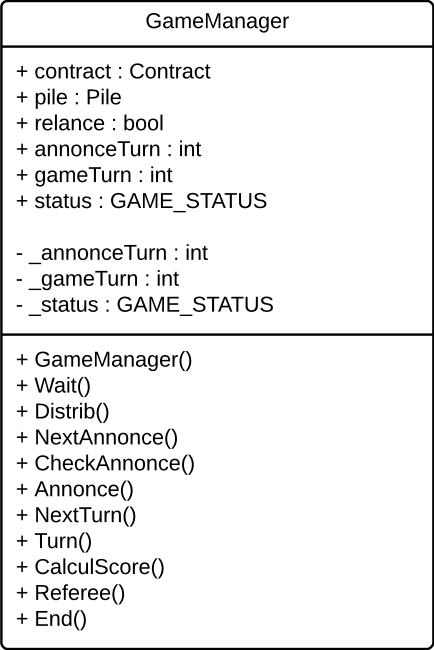 GameManager
+ contract : Contract
+ pile : Pile
+ relance : bool
+ annonceTurn : int
+ gameTurn : int
+ status : GAME_STATUS
- _annonceTurn : int
- _gameTurn : int
- _status : GAME_STATUS
+ GameManager()
+ Wait()
+ Distrib()
+ NextAnnonce()
+ CheckAnnonce()
+ Annonce()
+ NextTurn()
+ Turn()
+ CalculScore()
+ Referee()
+ End()